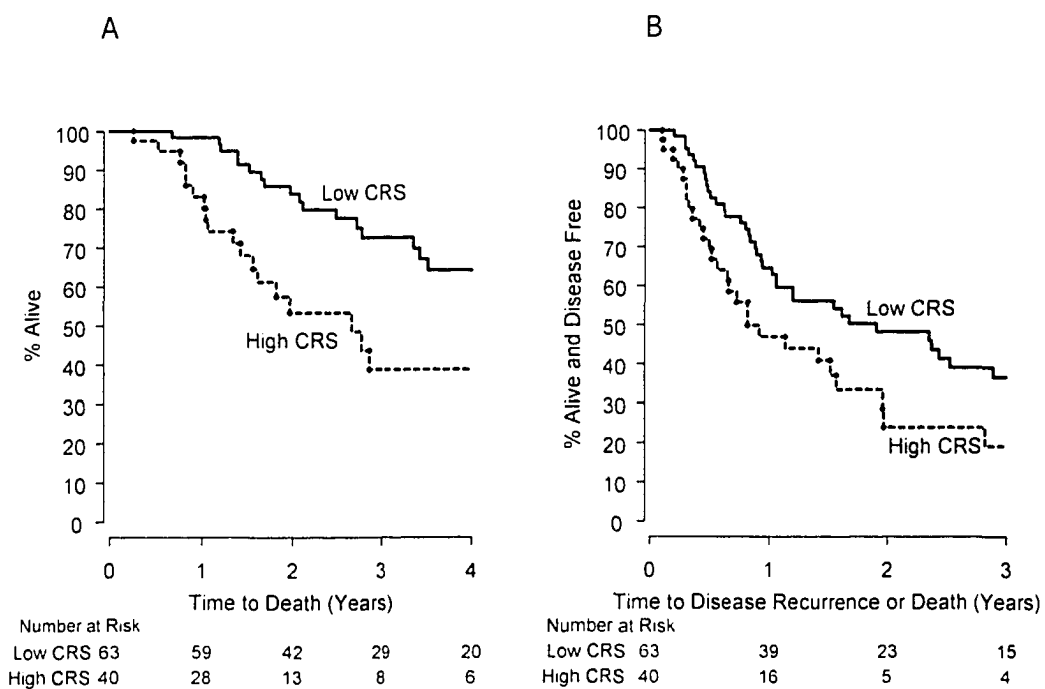 A
B
% Alive
100
90
80
70
60
50
40
30
20
10
0
Low CRS
High CRS
0 1 2 3 4
Time to Death (Years)
Number at Risk
Low CRS 63 59 42 29 20
High CRS 40 28 13 8 6
% Alive and Disease Free
100
90
80
70
60
50
40
30
20
10
0
Low CRS
High CRS
0 1 2 3
Time to Disease Recurrence or Death (Years)
Number at Risk
Low CRS 63 39 23 15
High CRS 40 16 5 4